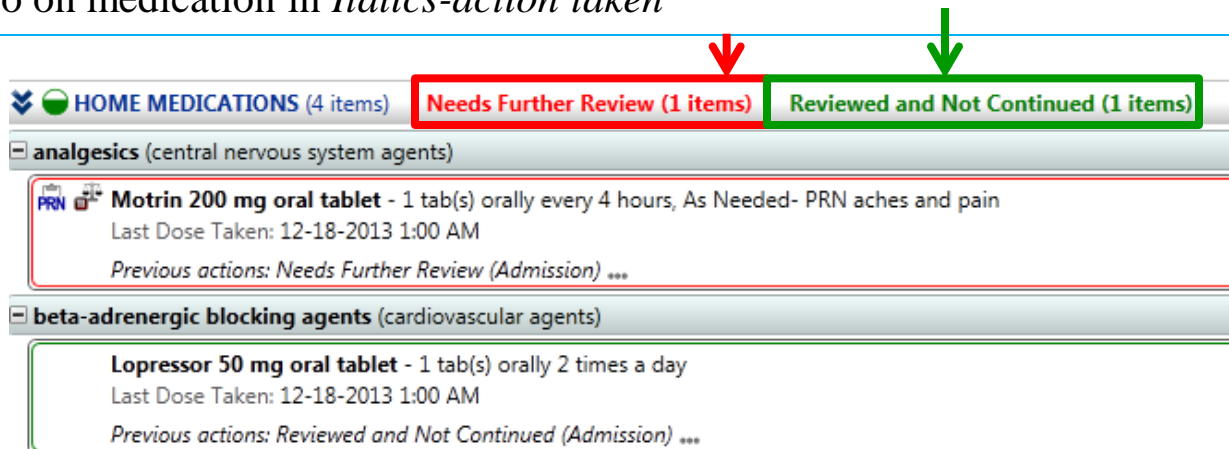 on medication in Italics-action taken
HOME MEDICATIONS (4 items) Needs Further Review (1 items) Reviewed and Not Continued (1 items)
analgesics (central nervous system agents)
PRN Motrin 200 mg oral tablet - 1 tab(s) orally every 4 hours, As Needed- PRN aches and pain
Last Dose Taken: 12-18-2013 1:00 AM
Previous actions: Needs Further Review (Admission) ...
beta-adrenergic blocking agents (cardiovascular agents)
Lopressor 50 mg oral tablet - 1 tab(s) orally 2 times a day
Last Dose Taken: 12-18-2013 1:00 AM
Previous actions: Reviewed and Not Continued (Admission) ...